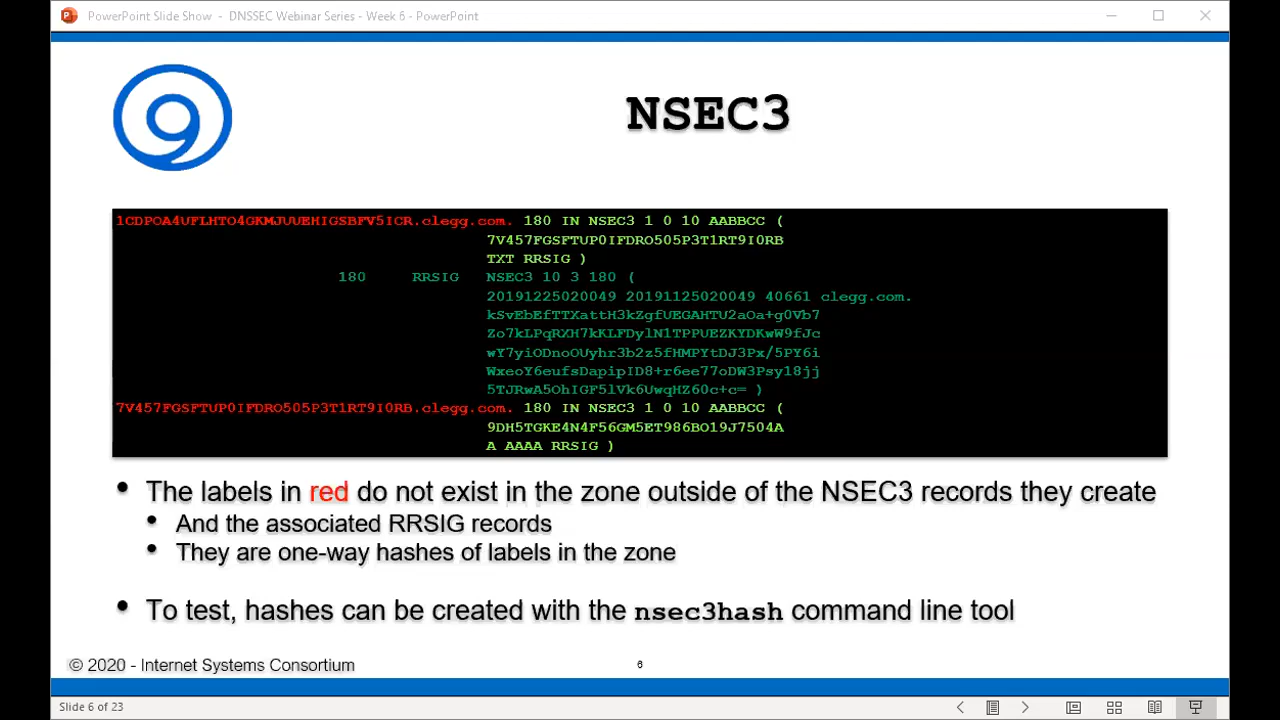 PowerPoint Slide Show - DNSSEC Webinar Series - Week 6 - PowerPoint
NSEC3
1CDPOA4UFLHTO4GKMJUUEHIGSBFV5ICR.clegg.com. 180 IN NSEC3 1 0 10 AABBCC (
7V457FGSFTUP0IFDRO505P3T1RT9I0RB
TXT RRSIG )
180 RRSIG NSEC3 10 3 180 (
20191225020049 20191125020049 40661 clegg.com.
kSvEbEfTTXattH3kZgfUEGAHTU2aOa+g0Vb7
Zo7kLPqRXH7kKLFDylN1TPPUEZKYDKwW9fJc
wY7yiODnoOUyhr3b2z5fHMPYtDJ3Px/5PY6i
WxeoY6eufsDapipID8+r6ee77oDW3Psy18jj
5TJRwA5OhIGF5lVk6UwqHZ60c+c= )
7V457FGSFTUP0IFDRO505P3T1RT9I0RB.clegg.com. 180 IN NSEC3 1 0 10 AABBCC (
9DH5TGKE4N4F56GM5ET986BO19J7504A
A AAAA RRSIG )
• The labels in red do not exist in the zone outside of the NSEC3 records they create
• And the associated RRSIG records
• They are one-way hashes of labels in the zone
• To test, hashes can be created with the nsec3hash command line tool
© 2020 - Internet Systems Consortium
6
Slide 6 of 23